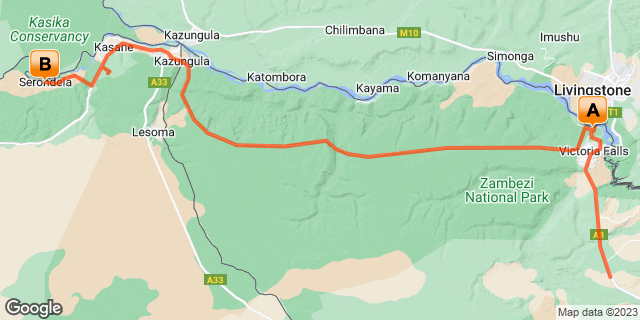 Kasika
Conservancy
Kazungula
Chilimbana
M10
Imushu
Kasane
Simonga
B
Kazungula
Serondela
A33
Katombora
Komanyana
Kayama
Livingstone
A
T1
Lesoma
Victoria Falls
Zambezi
National Park
A8
A33
Google
Map data ©2023